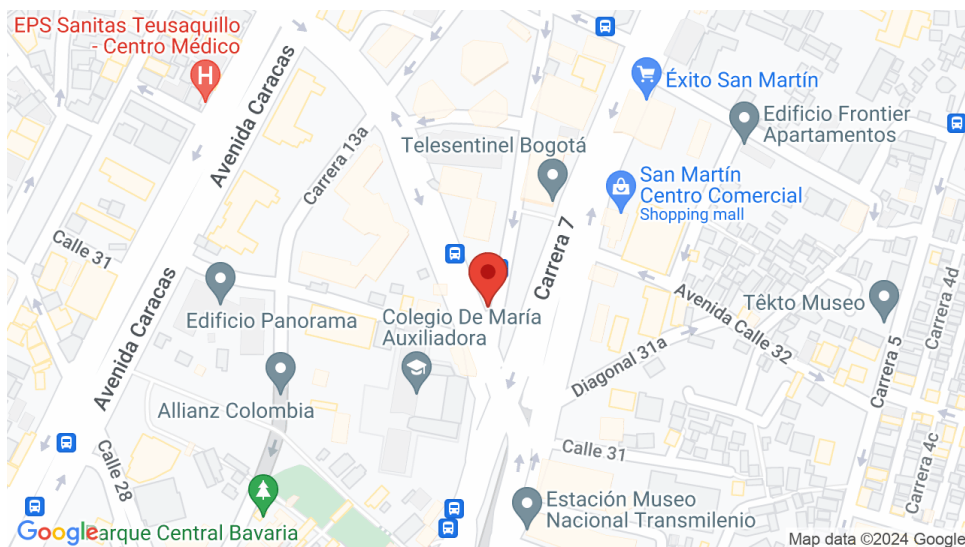 EPS Sanitas Teusaquillo
- Centro Médico
H
Avenida Caracas
Carrera 13a
Telesentinel Bogotá
Éxito San Martín
Edificio Frontier
Apartamentos
San Martín
Centro Comercial
Shopping mall
Carrera 7
Calle 31
Avenida Caracas
Edificio Panorama
Colegio De María
Auxiliadora
Avenida Calle 32
Têkto Museo
Carrera 4d
Carrera 5
Diagonal 31a
Allianz Colombia
Calle 28
Calle 31
Carrera 4c
Estación Museo
Nacional Transmilenio
Google
arque Central Bavaria
Map data ©2024 Google